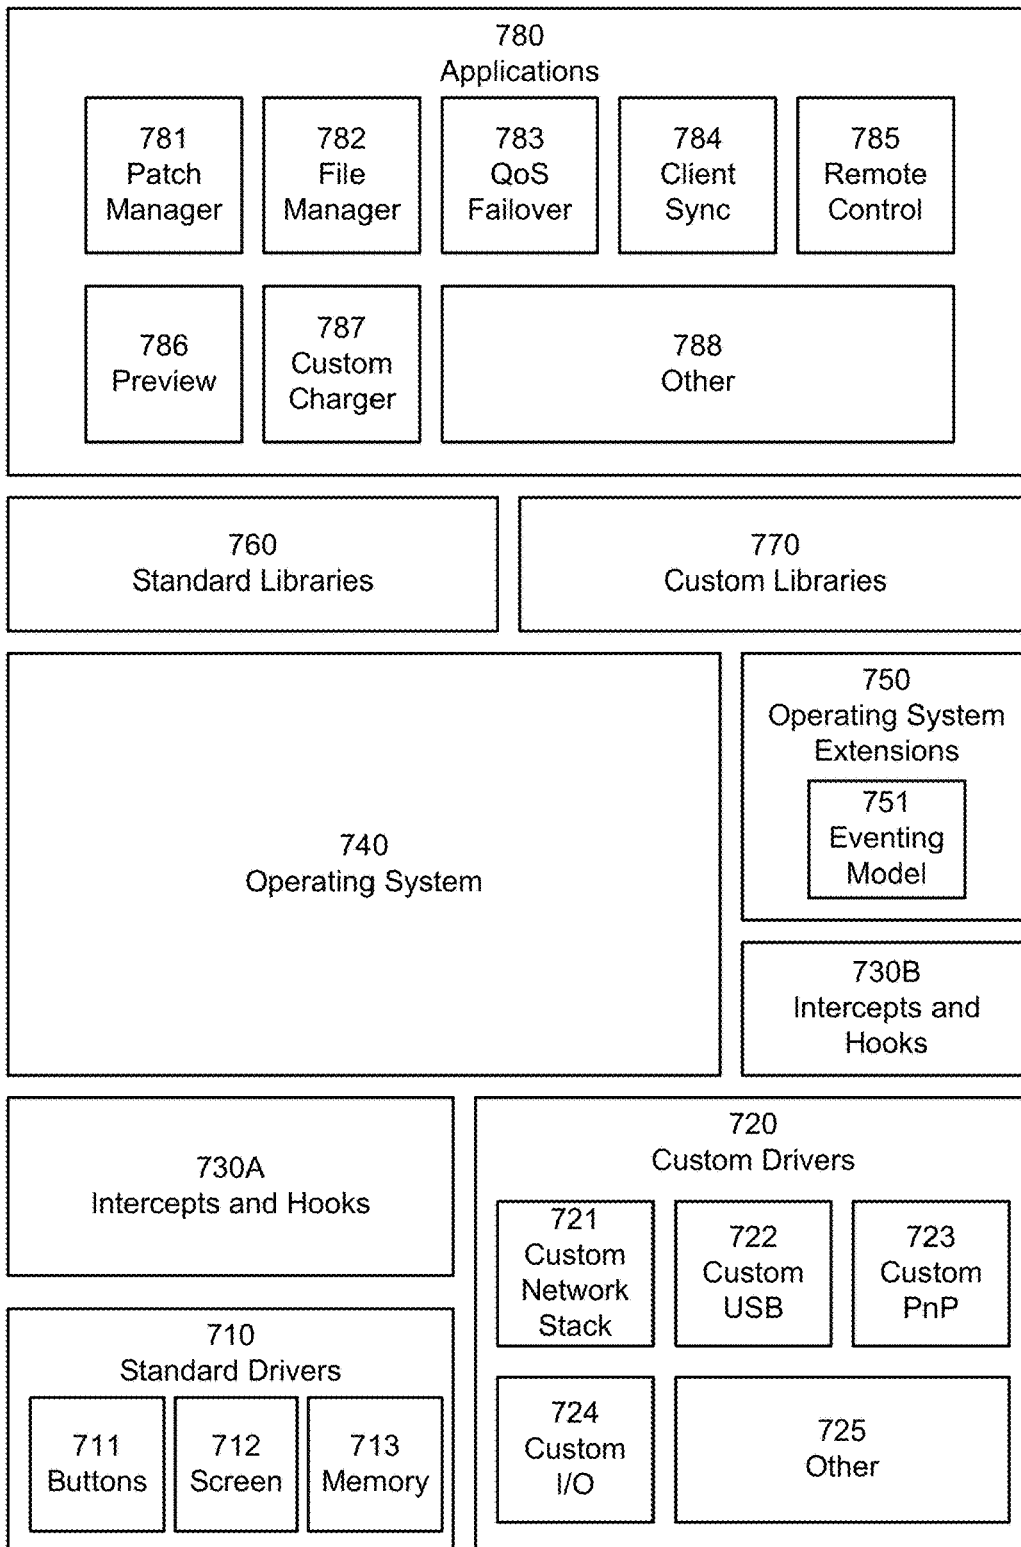 780
Applications
781
Patch
Manager
782
File
Manager
783
QoS
Failover
784
Client
Sync
785
Remote
Control
786
Preview
787
Custom
Charger
788
Other
760
Standard Libraries
770
Custom Libraries
740
Operating System
750
Operating System
Extensions
751
Eventing
Model
730B
Intercepts and
Hooks
730A
Intercepts and Hooks
720
Custom Drivers
721
Custom
Network
Stack
722
Custom
USB
723
Custom
PnP
724
Custom
I/O
725
Other
710
Standard Drivers
711
Buttons
712
Screen
713
Memory